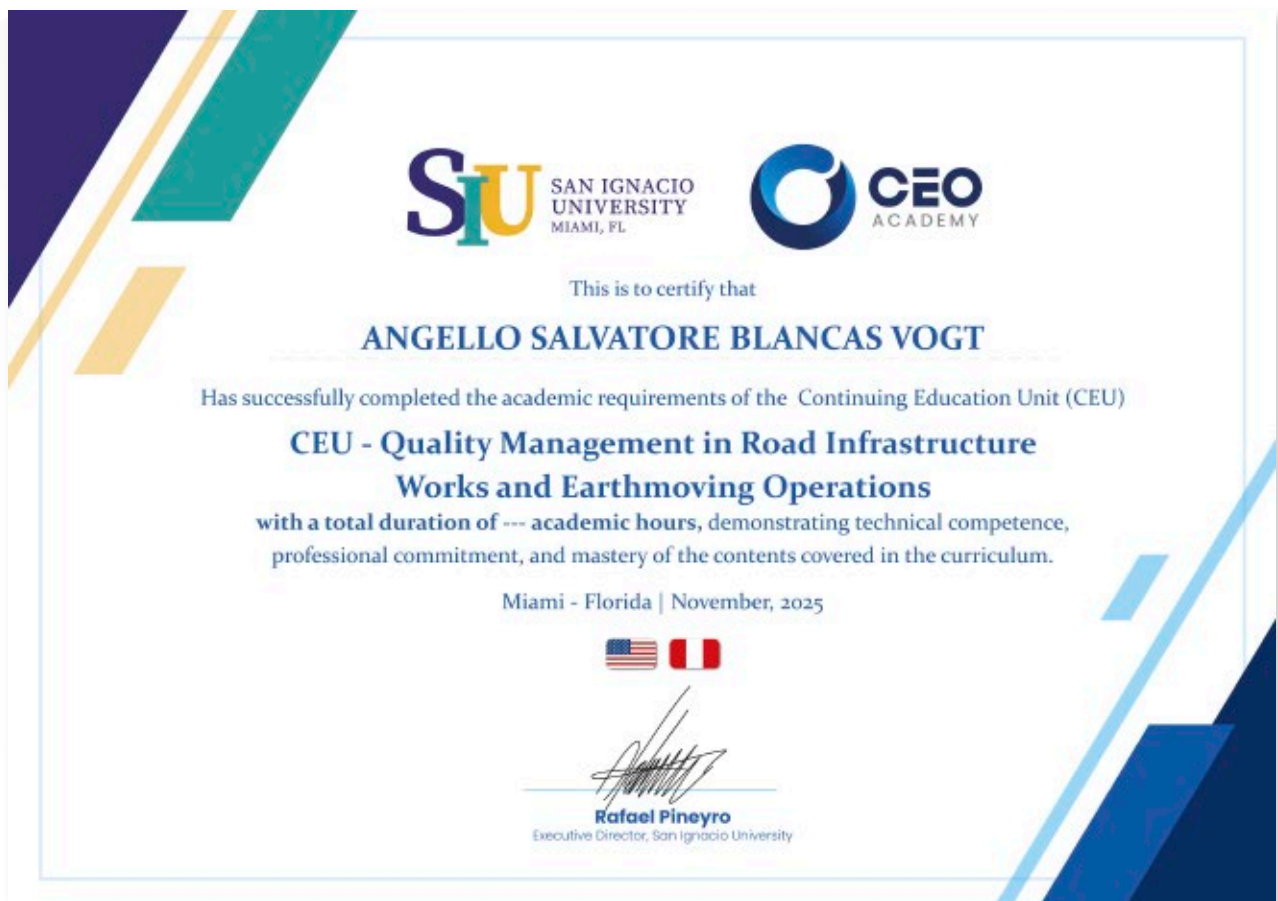 SIU
SAN IGNACIO
UNIVERSITY
MIAMI, FL
CEO
ACADEMY
This is to certify that
ANGELLO SALVATORE BLANCAS VOGT
Has successfully completed the academic requirements of the Continuing Education Unit (CEU)
CEU - Quality Management in Road Infrastructure
Works and Earthmoving Operations
with a total duration of --- academic hours, demonstrating technical competence,
professional commitment, and mastery of the contents covered in the curriculum.
Miami - Florida | November, 2025
Rafael Pineyro
Executive Director, San Ignacio University